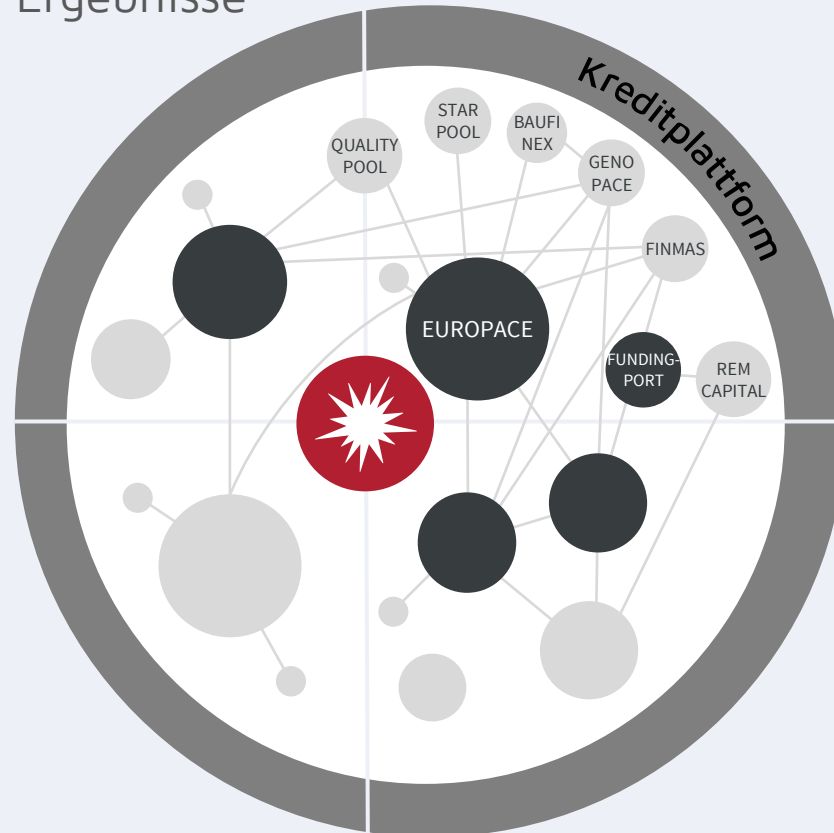 Ergebnisse
Kreditplattform
STAR
POOL
BAUFI
NEX
QUALITY
POOL
GENO
PACE
FINMAS
EUROPACE
FUNDING-
PORT
REM
CAPITAL